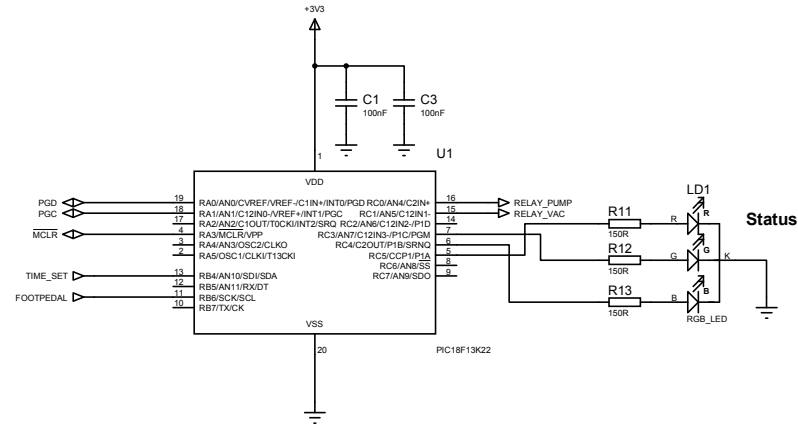 +3V3
C1
100nF
C3
100nF
U1
1
VDD
PGD
19
RA0/AN0/CVREF/VREF-/C1IN+/INT0/PGD
RC0/AN4/C2IN+
16
RELAY_PUMP
PGC
18
RA1/AN1/C12IN0-/VREF+/INT1/PGC
RC1/AN5/C12IN1-
15
RELAY_VAC
17
RA2/AN2/C1OUT/T0CKI/INT2/SRQ
RC2/AN6/C12IN2-/P1D
14
MCLR
4
RA3/MCLR/VPP
RC3/AN7/C12IN3-/P1C/PGM
7
3
RA4/AN3/OSC2/CLKO
RC4/C2OUT/P1B/SRNQ
6
2
RA5/OSC1/CLKI/T13CKI
RC5/CCP1/P1A
5
RC6/AN8/SS
8
TIME_SET
13
RB4/AN10/SDI/SDA
RC7/AN9/SDO
9
12
RB5/AN11/RX/DT
FOOTPEDAL
11
RB6/SCK/SCL
10
RB7/TX/CK
VSS
20
PIC18F13K22
R11
150R
R12
150R
R13
150R
LD1
R
R
G
G
K
B
B
RGB_LED
Status